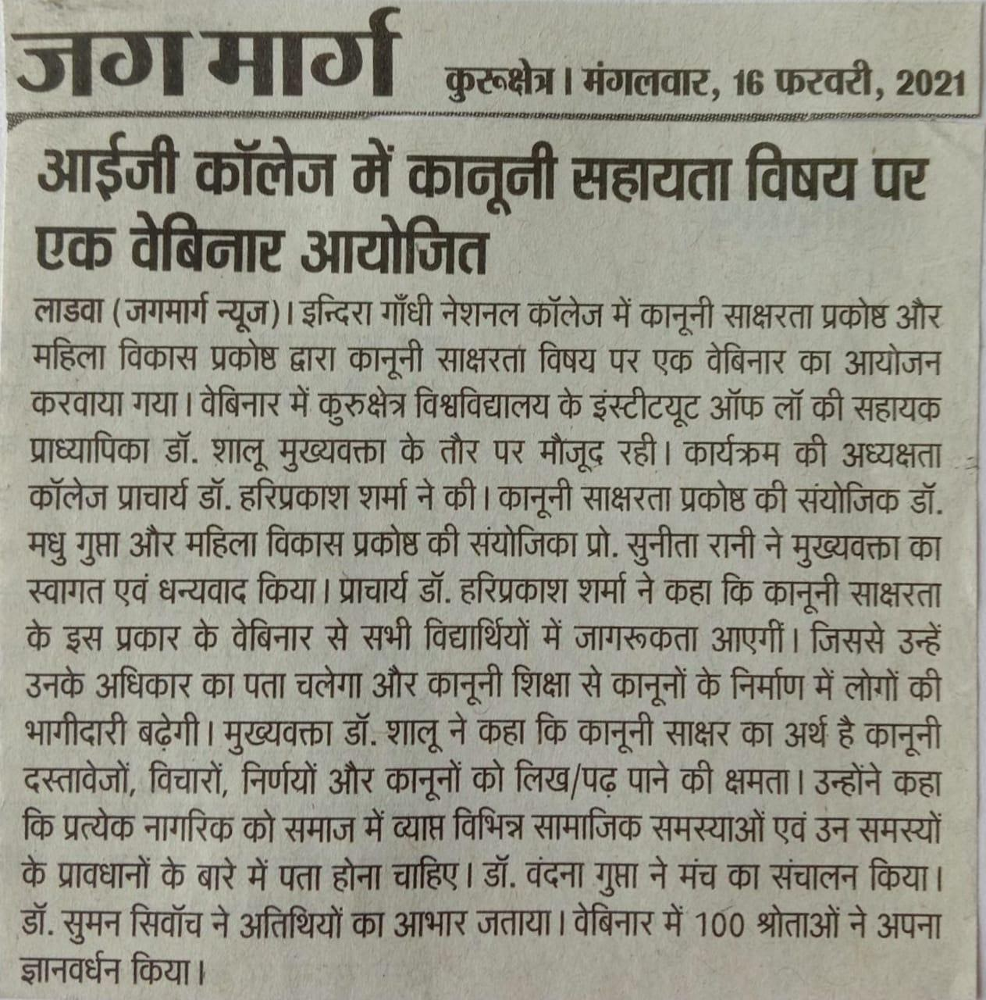 जग मार्ग
कुरूक्षेत्र। मंगलवार, 16 फरवरी, 2021
आईजी कॉलेज में कानूनी सहायता विषय पर
एक वेबिनार आयोजित
लाडवा (जगमार्ग न्यूज)। इन्दिरा गाँधी नेशनल कॉलेज में कानूनी साक्षरता प्रकोष्ठ और
महिला विकास प्रकोष्ठ द्वारा कानूनी साक्षरता विषय पर एक वेबिनार का आयोजन
करवाया गया। वेबिनार में कुरुक्षेत्र विश्वविद्यालय के इंस्टीटयूट ऑफ लॉ की सहायक
प्राध्यापिका डॉ. शालू मुख्यवक्ता के तौर पर मौजूद रही। कार्यक्रम की अध्यक्षता
कॉलेज प्राचार्य डॉ. हरिप्रकाश शर्मा ने की। कानूनी साक्षरता प्रकोष्ठ की संयोजिक डॉ.
मधु गुप्ता और महिला विकास प्रकोष्ठ की संयोजिका प्रो. सुनीता रानी ने मुख्यवक्ता का
स्वागत एवं धन्यवाद किया। प्राचार्य डॉ. हरिप्रकाश शर्मा ने कहा कि कानूनी साक्षरता
के इस प्रकार के वेबिनार से सभी विद्यार्थियों में जागरूकता आएगीं। जिससे उन्हें
उनके अधिकार का पता चलेगा और कानूनी शिक्षा से कानूनों के निर्माण में लोगों की
भागीदारी बढ़ेगी। मुख्यवक्ता डॉ. शालू ने कहा कि कानूनी साक्षर का अर्थ है कानूनी
दस्तावेजों, विचारों, निर्णयों और कानूनों को लिख/पढ़ पाने की क्षमता। उन्होंने कहा
कि प्रत्येक नागरिक को समाज में व्याप्त विभिन्न सामाजिक समस्याओं एवं उन समस्यों
के प्रावधानों के बारे में पता होना चाहिए। डॉ. वंदना गुप्ता ने मंच का संचालन किया।
डॉ. सुमन सिवॉच ने अतिथियों का आभार जताया। वेबिनार में 100 श्रोताओं ने अपना
ज्ञानवर्धन किया।